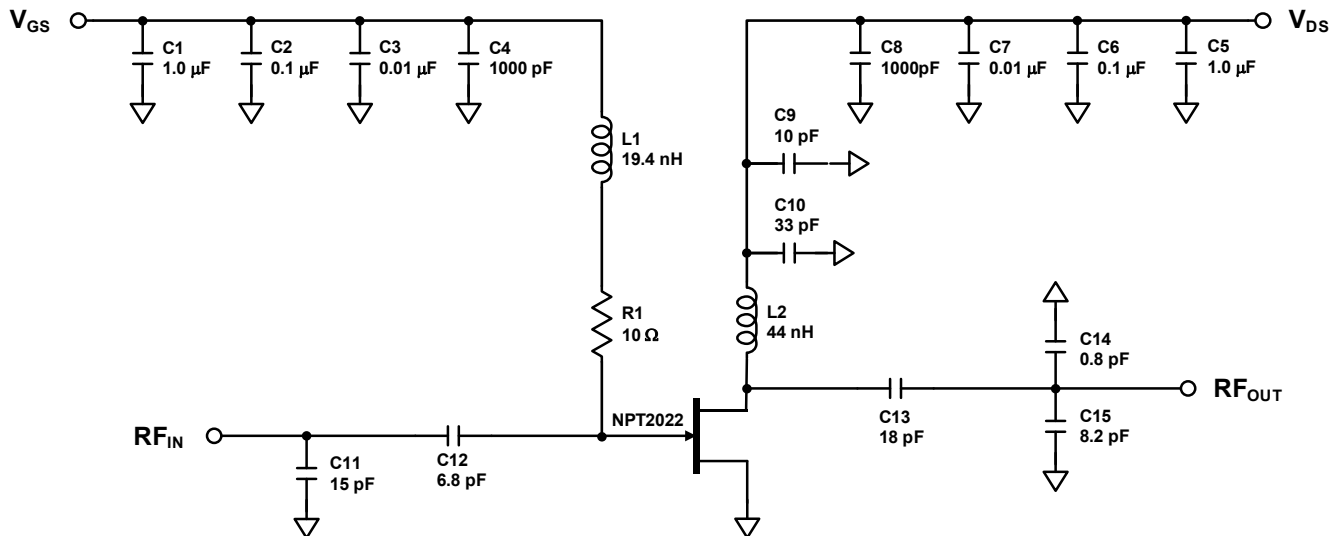 VGS
C1
1.0 µF
C2
0.1 µF
C3
0.01 µF
C4
1000 pF
C8
1000pF
C7
0.01 µF
C6
0.1 µF
C5
1.0 µF
VDS
L1
19.4 nH
C9
10 pF
C10
33 pF
R1
10 Ω
L2
44 nH
C14
0.8 pF
RFIN
C11
15 pF
C12
6.8 pF
NPT2022
C13
18 pF
C15
8.2 pF
RFOUT